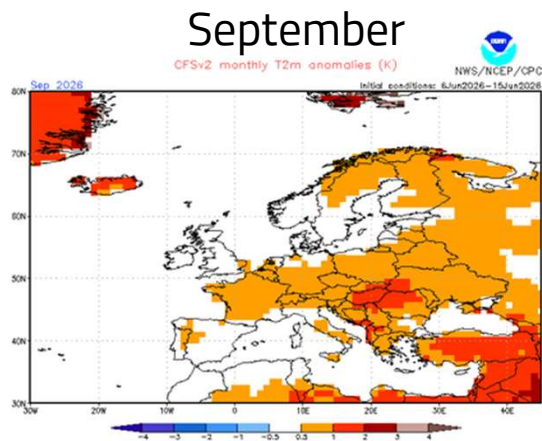 September
CFSv2 monthly T2m anomalies (K)
NWS/NCEP/CPC
Sep 2026
Initial conditions: 6Jun2026-15Jun2026
80N
70N
60N
50N
40N
30N
30W 20W 10W 0 10E 20E 30E 40E
-4 -3 -2 -1 -0.5 0.5 1 2 3